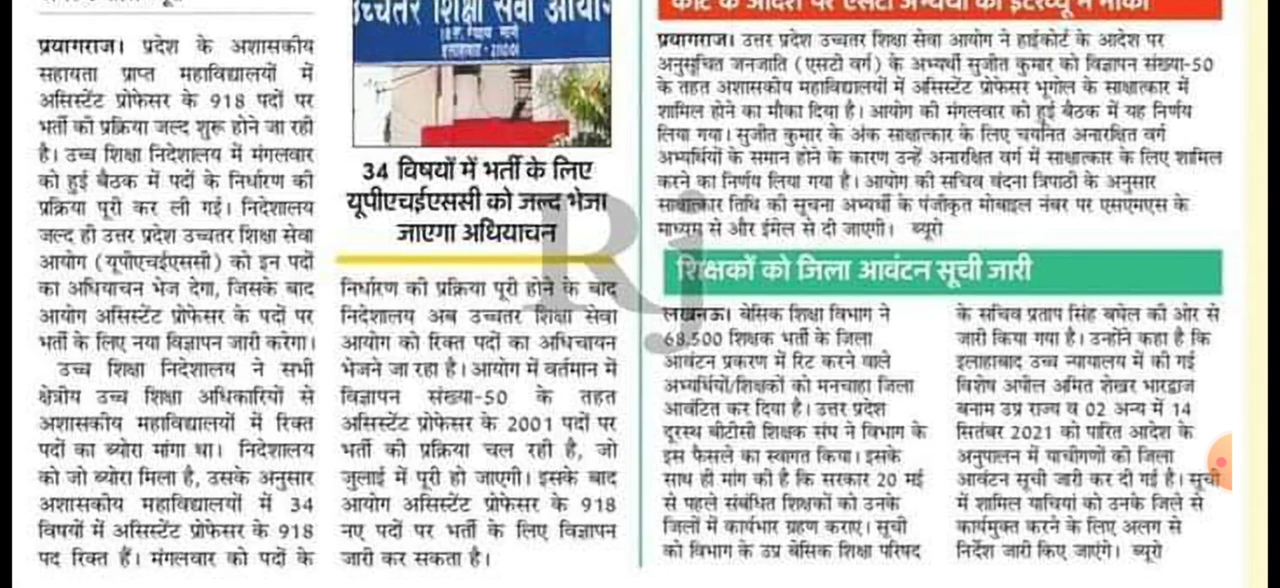 प्रयागराज। प्रदेश के अशासकीय
सहायता प्राप्त महाविद्यालयों में
असिस्टेंट प्रोफेसर के 918 पदों पर
भर्ती की प्रक्रिया जल्द शुरू होने जा रही
है। उच्च शिक्षा निदेशालय में मंगलवार
को हुई बैठक में पदों के निर्धारण की
प्रक्रिया पूरी कर ली गई। निदेशालय
जल्द ही उत्तर प्रदेश उच्चतर शिक्षा सेवा
आयोग (यूपीएचईएससी) को इन पदों
का अधियाचन भेज देगा, जिसके बाद
आयोग असिस्टेंट प्रोफेसर के पदों पर
भर्ती के लिए नया विज्ञापन जारी करेगा।
उच्च शिक्षा निदेशालय ने सभी
क्षेत्रीय उच्च शिक्षा अधिकारियों से
अशासकीय महाविद्यालयों में रिक्त
पदों का ब्योरा मांगा था। निदेशालय
को जो ब्योरा मिला है, उसके अनुसार
अशासकीय महाविद्यालयों में 34
विषयों में असिस्टेंट प्रोफेसर के 918
पद रिक्त हैं। मंगलवार को पदों के
उच्चतर शिक्षा सेवा आयोग
34 विषयों में भर्ती के लिए
यूपीएचईएससी को जल्द भेजा
जाएगा अधियाचन
निर्धारण की प्रक्रिया पूरी होने के बाद
निदेशालय अब उच्चतर शिक्षा सेवा
आयोग को रिक्त पदों का अधिचायन
भेजने जा रहा है। आयोग में वर्तमान में
विज्ञापन संख्या-50 के तहत
असिस्टेंट प्रोफेसर के 2001 पदों पर
भर्ती की प्रक्रिया चल रही है, जो
जुलाई में पूरी हो जाएगी। इसके बाद
आयोग असिस्टेंट प्रोफेसर के 918
नए पदों पर भर्ती के लिए विज्ञापन
जारी कर सकता है।
कोर्ट के आदेश पर एसटी अभ्यर्थी को इंटरव्यू में मौका
प्रयागराज। उत्तर प्रदेश उच्चतर शिक्षा सेवा आयोग ने हाईकोर्ट के आदेश पर
अनुसूचित जनजाति (एसटी वर्ग) के अभ्यर्थी सुजीत कुमार को विज्ञापन संख्या-50
के तहत अशासकीय महाविद्यालयों में असिस्टेंट प्रोफेसर भूगोल के साक्षात्कार में
शामिल होने का मौका दिया है। आयोग की मंगलवार को हुई बैठक में यह निर्णय
लिया गया। सुजीत कुमार के अंक साक्षात्कार के लिए चयनित अनारक्षित वर्ग
अभ्यर्थियों के समान होने के कारण उन्हें अनारक्षित वर्ग में साक्षात्कार के लिए शामिल
करने का निर्णय लिया गया है। आयोग की सचिव वंदना त्रिपाठी के अनुसार
साक्षात्कार तिथि की सूचना अभ्यर्थी के पंजीकृत मोबाइल नंबर पर एसएमएस के
माध्यम से और ईमेल से दी जाएगी। ब्यूरो
शिक्षकों को जिला आवंटन सूची जारी
लखनऊ। बेसिक शिक्षा विभाग ने
68,500 शिक्षक भर्ती के जिला
आवंटन प्रकरण में रिट करने वाले
अभ्यर्थियों/शिक्षकों को मनचाहा जिला
आवंटित कर दिया है। उत्तर प्रदेश
दूरस्थ बीटीसी शिक्षक संघ ने विभाग के
इस फैसले का स्वागत किया। इसके
साथ ही मांग की है कि सरकार 20 मई
से पहले संबंधित शिक्षकों को उनके
जिलों में कार्यभार ग्रहण कराए। सूची
को विभाग के उप्र बेसिक शिक्षा परिषद
के सचिव प्रताप सिंह बघेल की ओर से
जारी किया गया है। उन्होंने कहा है कि
इलाहाबाद उच्च न्यायालय में की गई
विशेष अपील अमित शेखर भारद्वाज
बनाम उप्र राज्य व 02 अन्य में 14
सितंबर 2021 को पारित आदेश के
अनुपालन में याचीगणों को जिला
आवंटन सूची जारी कर दी गई है। सूची
में शामिल याचियों को उनके जिले से
कार्यमुक्त करने के लिए अलग से
निर्देश जारी किए जाएंगे। ब्यूरो
Rj